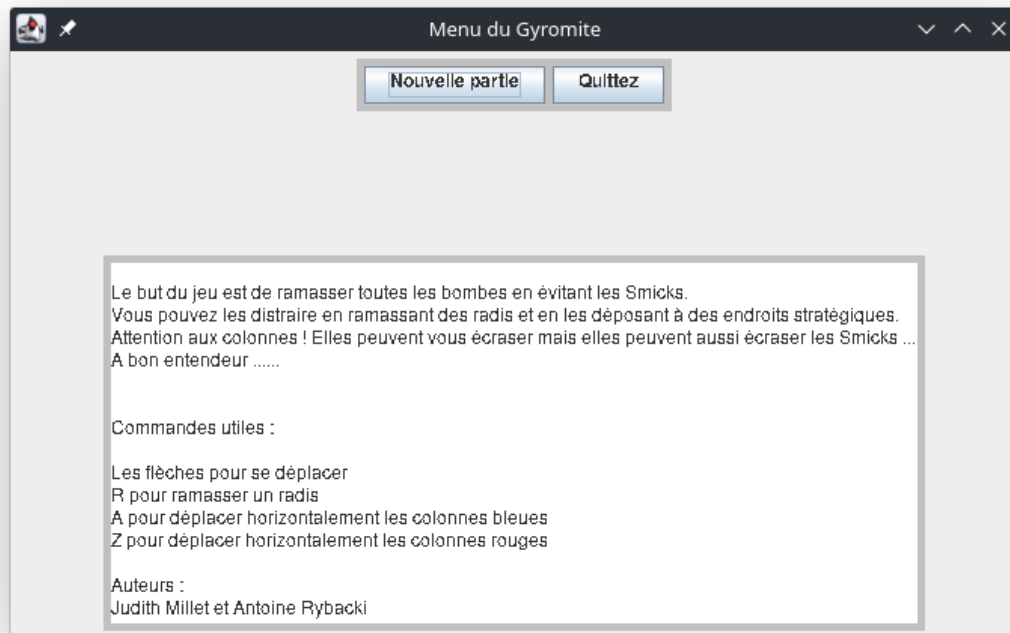 Menu du Gyromite
Nouvelle partie Quittez
Le but du jeu est de ramasser toutes les bombes en évitant les Smicks.
Vous pouvez les distraire en ramassant des radis et en les déposant à des endroits stratégiques.
Attention aux colonnes ! Elles peuvent vous écraser mais elles peuvent aussi écraser les Smicks ...
A bon entendeur ......
Commandes utiles :
Les flèches pour se déplacer
R pour ramasser un radis
A pour déplacer horizontalement les colonnes bleues
Z pour déplacer horizontalement les colonnes rouges
Auteurs :
Judith Millet et Antoine Rybacki